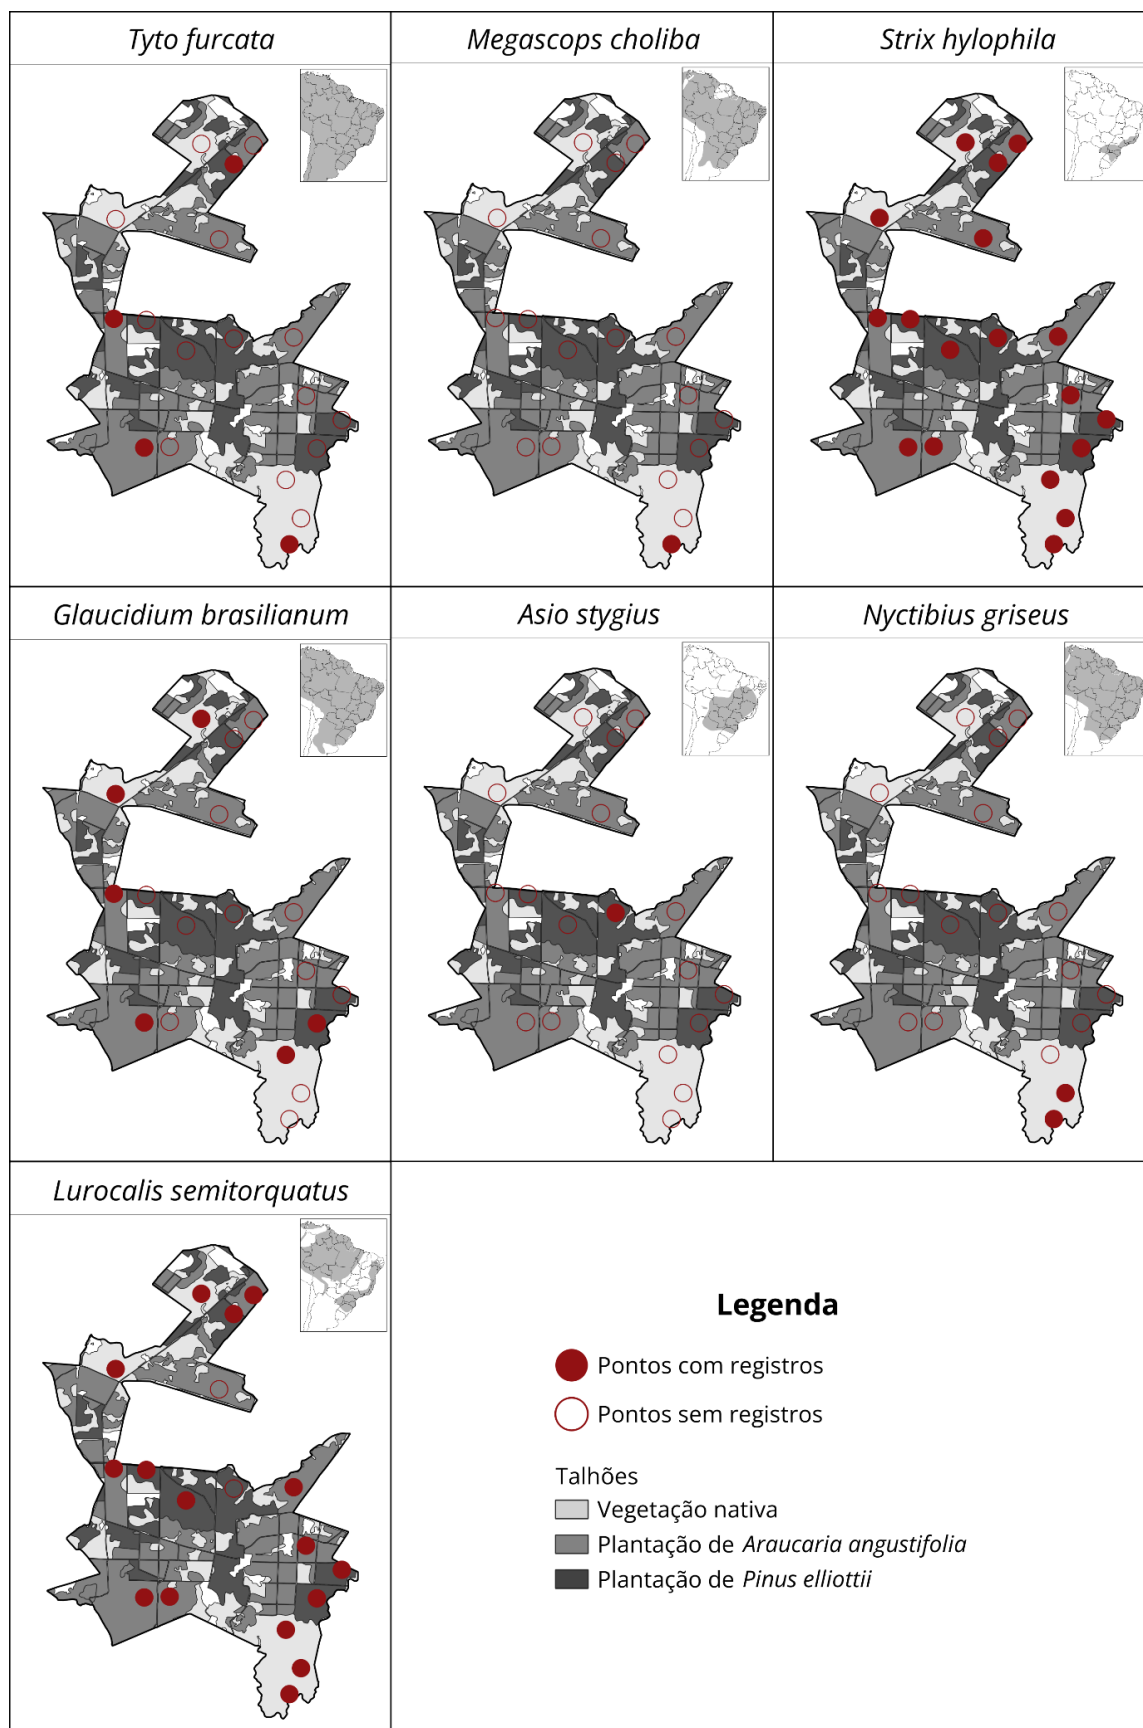 Tyto furcata
Megascops choliba
Strix hylophila
Glaucidium brasilianum
Asio stygius
Nyctibius griseus
Lurocalis semitorquatus
Legenda
Pontos com registros
Pontos sem registros
Talhões
Vegetação nativa
Plantação de Araucaria angustifolia
Plantação de Pinus elliottii